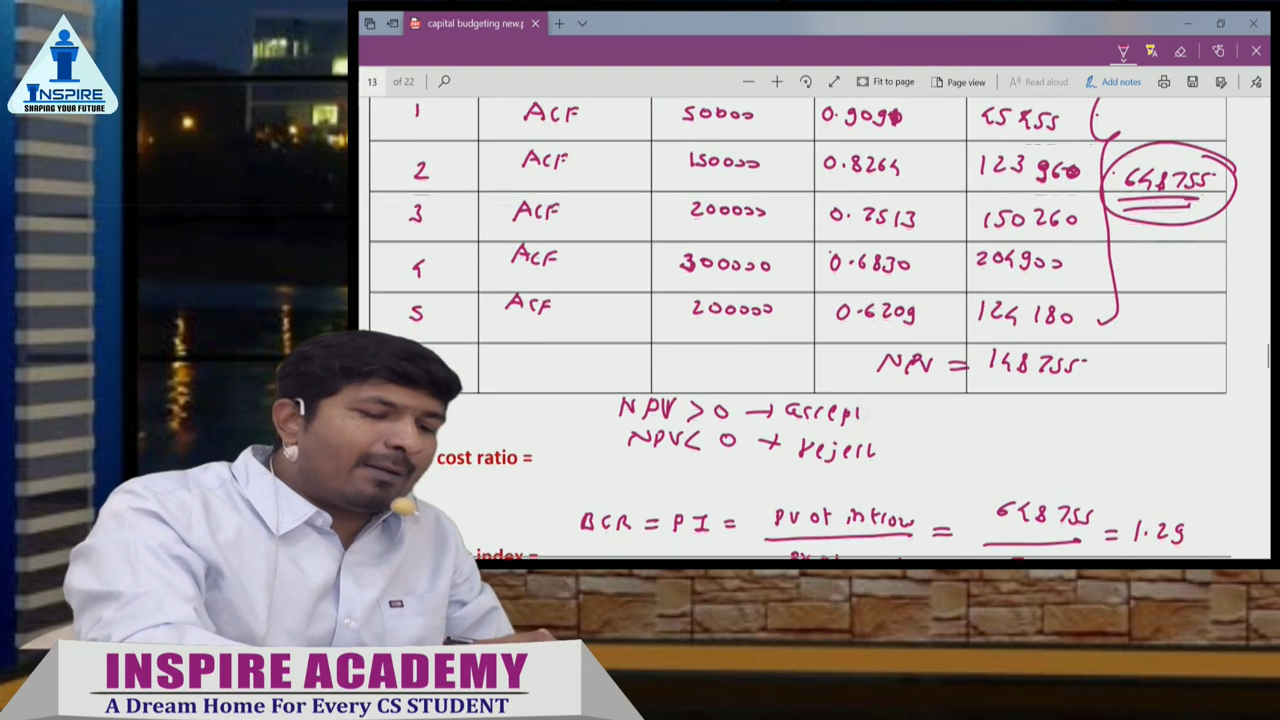 INSPIRE
SHAPING YOUR FUTURE
capital budgeting new.p
13 of 22
Fit to page
Page view
Read aloud
Add notes
1 ACF 50000 0.9091 45455
2 ACF 150000 0.8264 123960
648755
3 ACF 200000 0.7513 150260
4 ACF 300000 0.6830 204900
5 ACF 200000 0.6209 124180
NPV = 148755
NPV > 0 → accept
NPV < 0 → reject
cost ratio =
BCR = PI = PV of inflow = 648755 = 1.29
index =
INSPIRE ACADEMY
A Dream Home For Every CS STUDENT